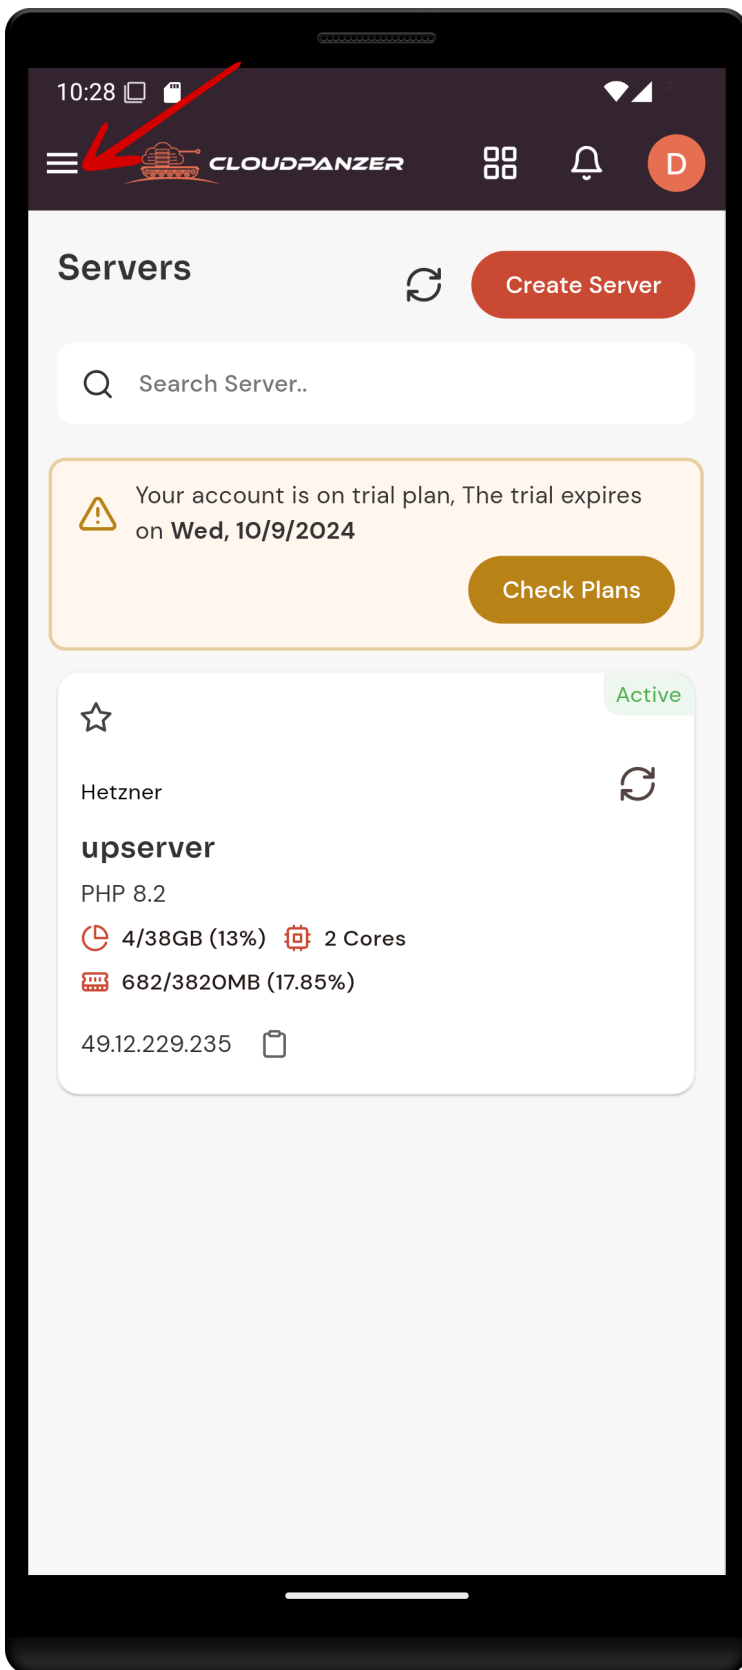 10:28
CLOUDPANZER
D
Servers
Create Server
Search Server..
Your account is on trial plan, The trial expires
on Wed, 10/9/2024
Check Plans
Active
Hetzner
upserver
PHP 8.2
4/38GB (13%) 2 Cores
682/3820MB (17.85%)
49.12.229.235